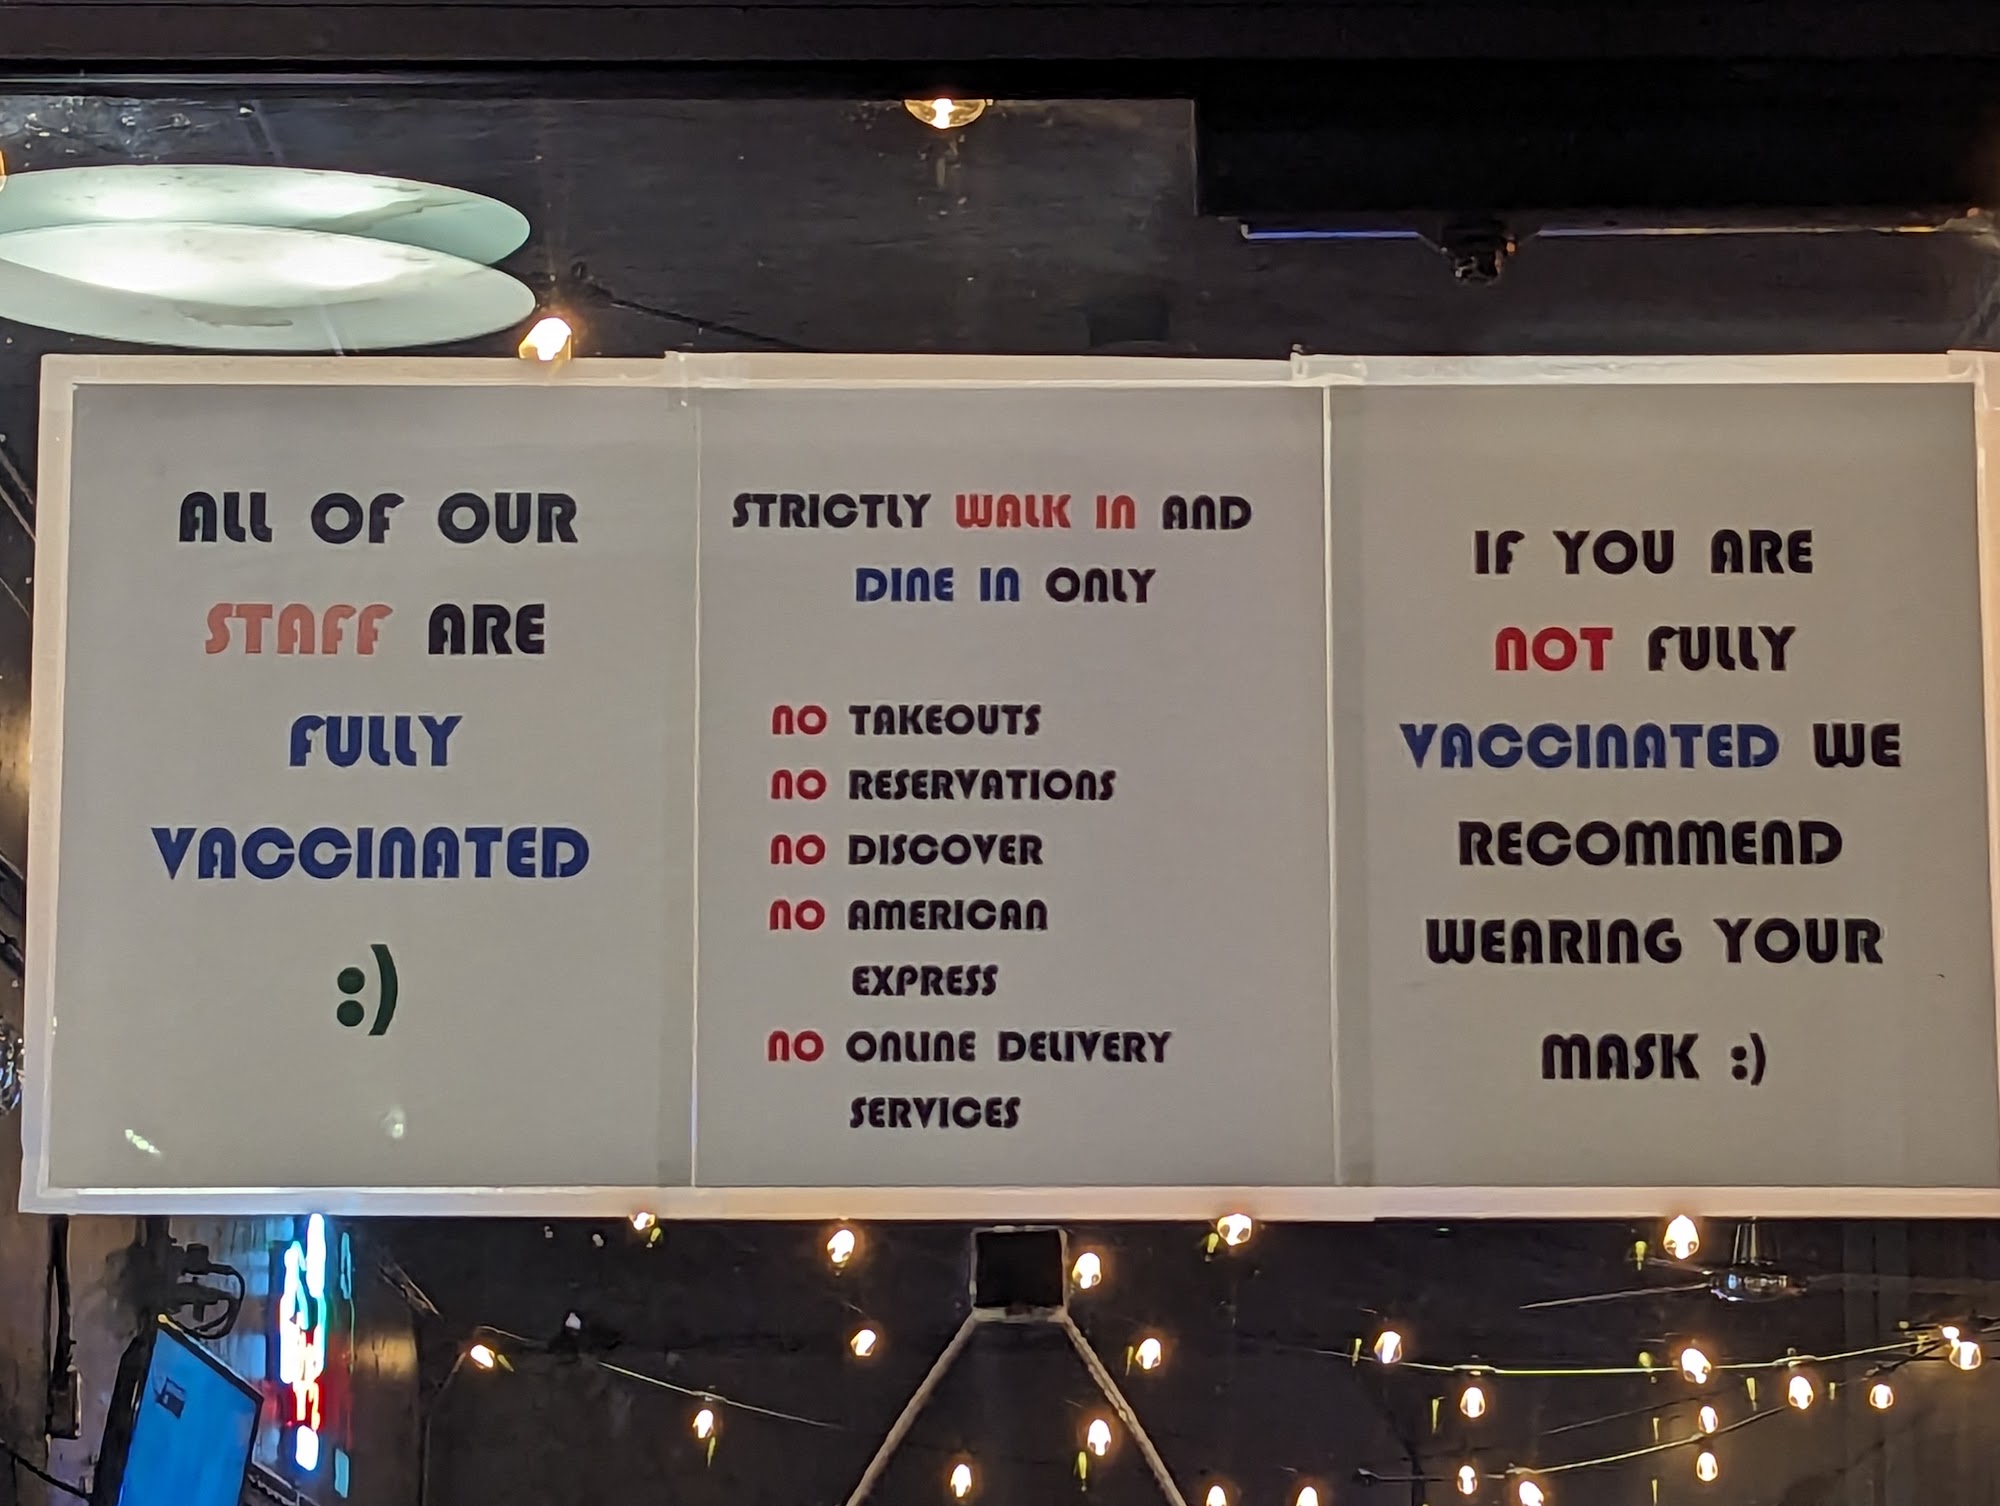 ALL OF OUR
STAFF ARE
FULLY
VACCINATED
:)
STRICTLY WALK IN AND
DINE IN ONLY
NO TAKEOUTS
NO RESERVATIONS
NO DISCOVER
NO AMERICAN
EXPRESS
NO ONLINE DELIVERY
SERVICES
IF YOU ARE
NOT FULLY
VACCINATED WE
RECOMMEND
WEARING YOUR
MASK :)